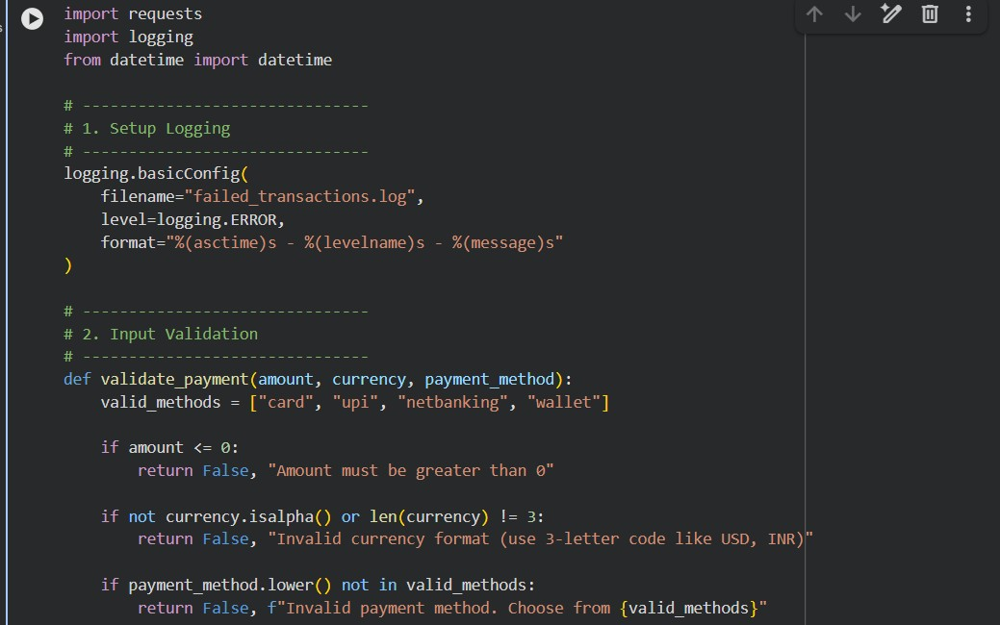 import requests
import logging
from datetime import datetime
# -------------------------------
# 1. Setup Logging
# -------------------------------
logging.basicConfig(
    filename="failed_transactions.log",
    level=logging.ERROR,
    format="%(asctime)s - %(levelname)s - %(message)s"
)
# -------------------------------
# 2. Input Validation
# -------------------------------
def validate_payment(amount, currency, payment_method):
    valid_methods = ["card", "upi", "netbanking", "wallet"]
    if amount <= 0:
        return False, "Amount must be greater than 0"
    if not currency.isalpha() or len(currency) != 3:
        return False, "Invalid currency format (use 3-letter code like USD, INR)"
    if payment_method.lower() not in valid_methods:
        return False, f"Invalid payment method. Choose from {valid_methods}"